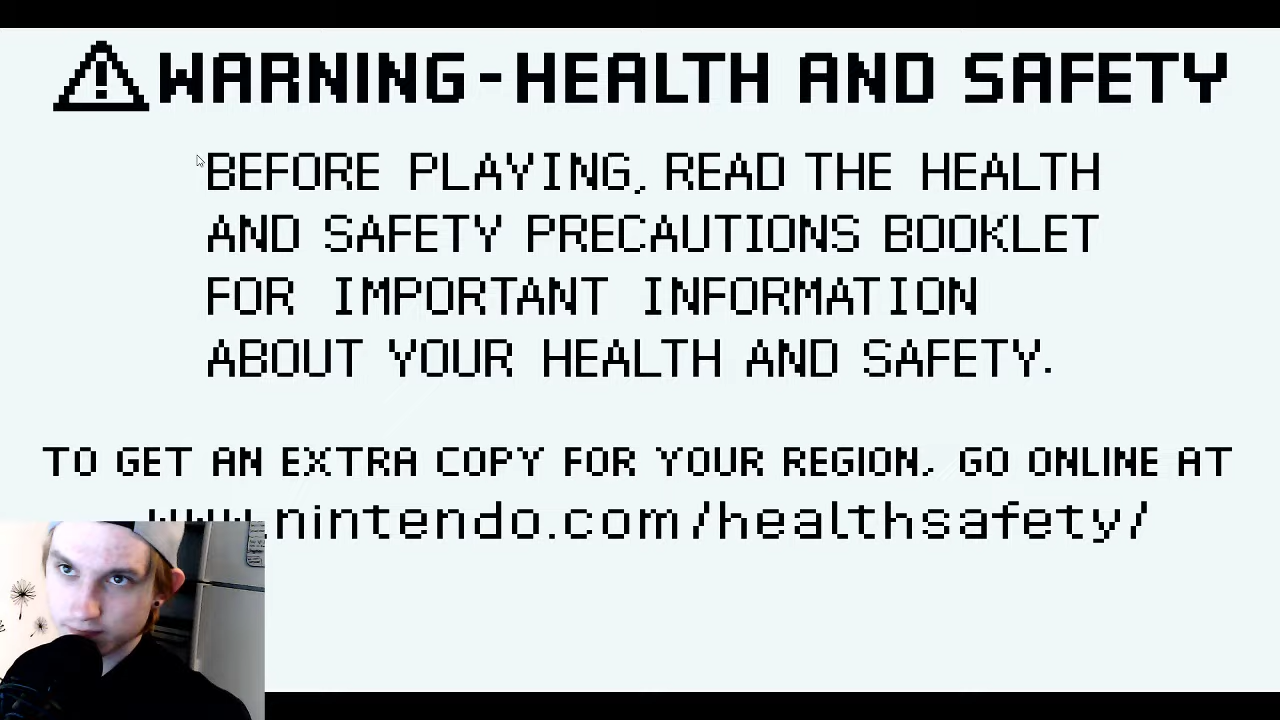 WARNING-HEALTH AND SAFETY
BEFORE PLAYING, READ THE HEALTH
AND SAFETY PRECAUTIONS BOOKLET
FOR IMPORTANT INFORMATION
ABOUT YOUR HEALTH AND SAFETY.
TO GET AN EXTRA COPY FOR YOUR REGION, GO ONLINE AT
www.nintendo.com/healthsafety/